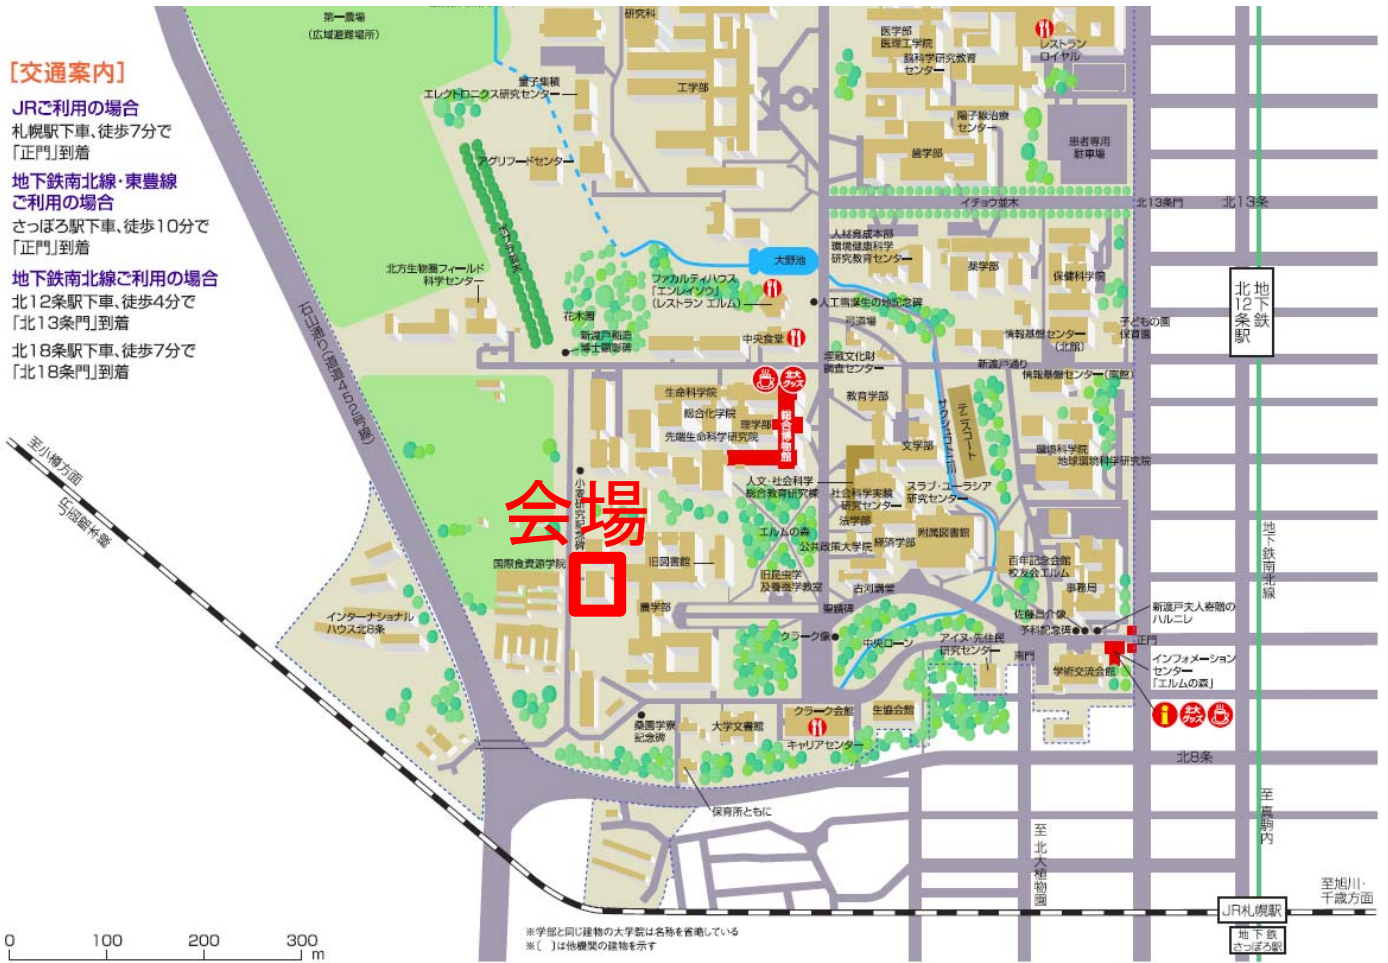 [交通案内]
JRご利用の場合
札幌駅下車、徒歩7分で
「正門」到着
地下鉄南北線・東豊線
ご利用の場合
さっぽろ駅下車、徒歩10分で
「正門」到着
地下鉄南北線ご利用の場合
北12条駅下車、徒歩4分で
「北13条門」到着
北18条駅下車、徒歩7分で
「北18条門」到着
第一農場
(広域避難場所)
研究科
医学部
医理工学院
脳科学研究教育
センター
レストラン
ロイヤル
量子集積
エレクトロニクス研究センター
工学部
陽子線治療
センター
歯学部
患者専用
駐車場
アグリフードセンター
ポプラ並木
イチョウ並木
北13条門
北13条
人材育成本部
環境健康科学
研究教育センター
大野池
薬学部
保健科学院
地下鉄
北12条駅
北方生物圏フィールド
科学センター
ファカルティハウス
「エンレイソウ」
(レストラン エルム)
花木園
人工雪誕生の地記念碑
弓道場
新渡戸稲造
博士顕彰碑
中央食堂
埋蔵文化財
調査センター
情報基盤センター
(北館)
子どもの園
保育園
新渡戸通り
情報基盤センター(南館)
石山通り(道道452号線)
生命科学院
北大
グッズ
総合化学院
理学部
先端生命科学研究院
総合博物館
教育学部
文学部
サクシュコトニ川
テニスコート
環境科学院
地球環境科学研究院
至小樽方面
JR函館本線
小麦研究記念碑
会場
人文・社会科学
総合教育研究棟
社会科学実験
研究センター
スラブ・ユーラシア
研究センター
法学部
エルムの森
公共政策大学院
経済学部
附属図書館
国際食資源学院
旧図書館
旧昆虫学
及養蚕学教室
百年記念会館
校友会エルム
事務局
地下鉄南北線
農学部
古河講堂
聖蹟碑
佐藤昌介像
予科記念碑
新渡戸夫人寄贈の
ハルニレ
インターナショナル
ハウス北8条
クラーク像
中央ローン
アイヌ・先住民
研究センター
南門
正門
学術交流会館
インフォメーション
センター
「エルムの森」
i
北大
グッズ
桑園学寮
記念碑
大学文書館
クラーク会館
生協会館
キャリアセンター
北8条
保育所ともに
至真駒内
至北大植物園
至旭川・
千歳方面
JR札幌駅
地下鉄
さっぽろ駅
※学部と同じ建物の大学院は名称を省略している
※[ ]は他機関の建物を示す
0 100 200 300
m